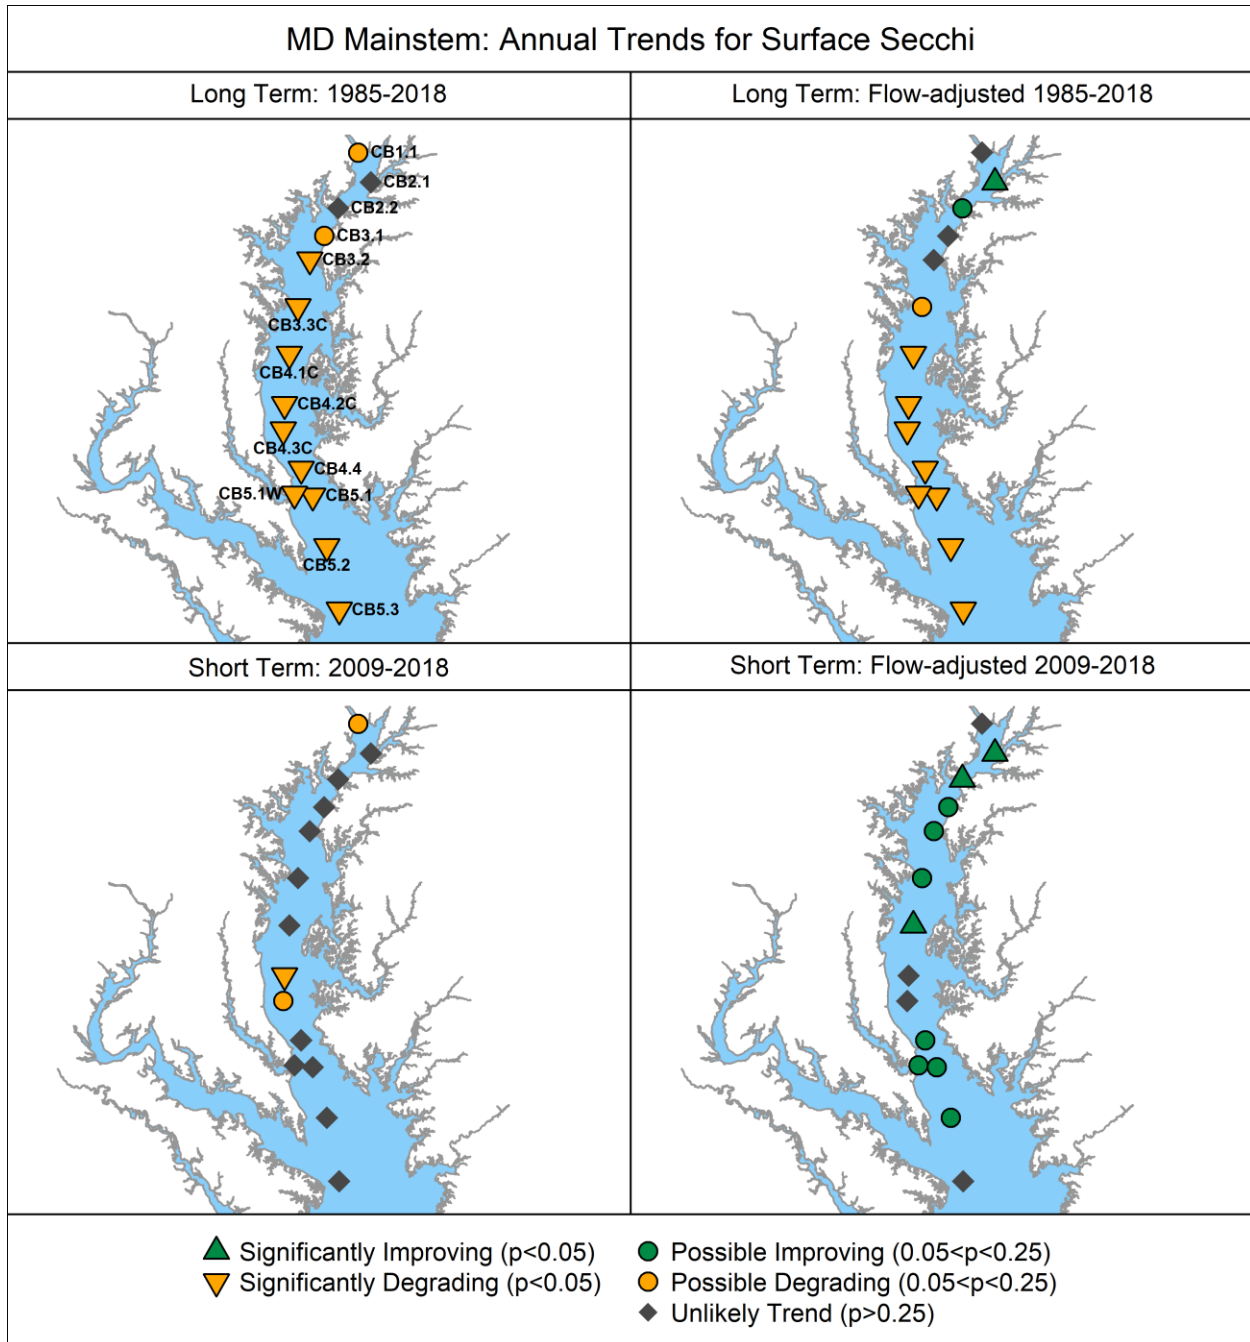 MD Mainstem: Annual Trends for Surface Secchi
Long Term: 1985-2018
Long Term: Flow-adjusted 1985-2018
CB1.1
CB2.1
CB2.2
CB3.1
CB3.2
CB3.3C
CB4.1C
CB4.2C
CB4.3C
CB4.4
CB5.1W
CB5.1
CB5.2
CB5.3
Short Term: 2009-2018
Short Term: Flow-adjusted 2009-2018
Significantly Improving (p<0.05)
Possible Improving (0.05<p<0.25)
Significantly Degrading (p<0.05)
Possible Degrading (0.05<p<0.25)
Unlikely Trend (p>0.25)